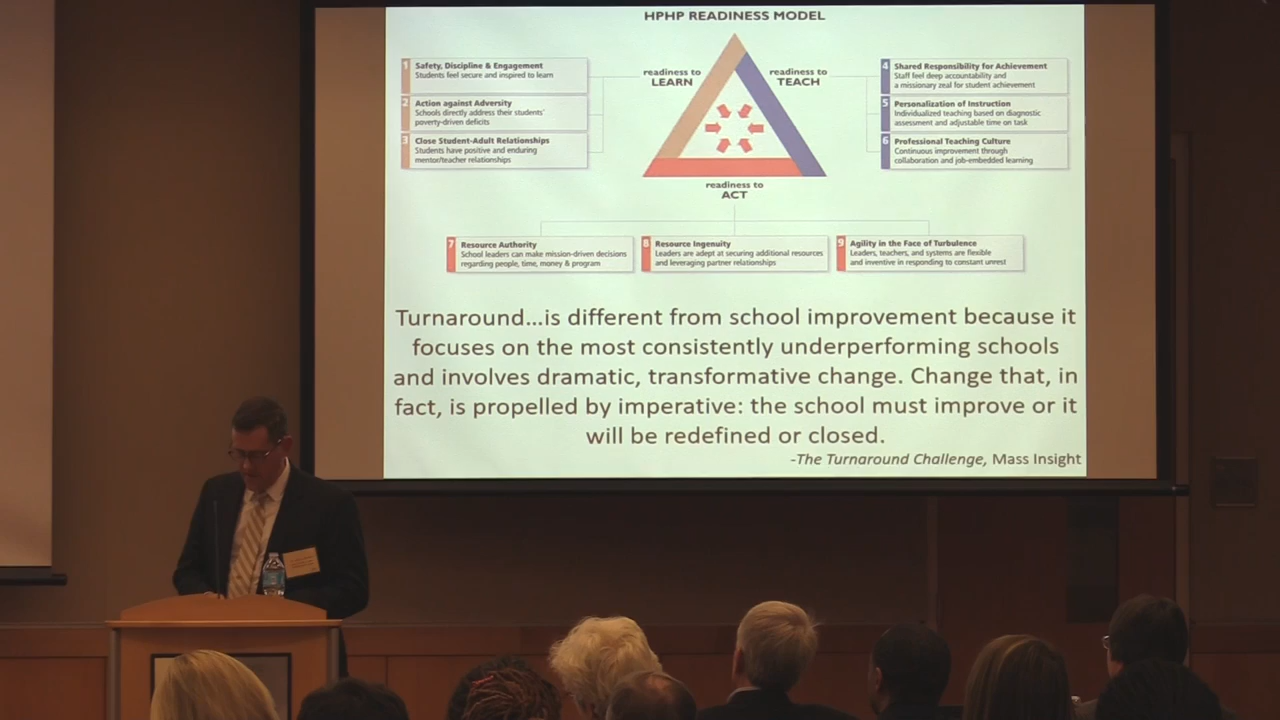 HPHP READINESS MODEL
1 Safety, Discipline & Engagement
Students feel secure and inspired to learn
2 Action against Adversity
Schools directly address their students'
poverty-driven deficits
3 Close Student-Adult Relationships
Students have positive and enduring
mentor/teacher relationships
readiness to
LEARN
readiness to
TEACH
4 Shared Responsibility for Achievement
Staff feel deep accountability and
a missionary zeal for student achievement
5 Personalization of Instruction
Individualized teaching based on diagnostic
assessment and adjustable time on task
6 Professional Teaching Culture
Continuous improvement through
collaboration and job-embedded learning
readiness to
ACT
7 Resource Authority
School leaders can make mission-driven decisions
regarding people, time, money & program
8 Resource Ingenuity
Leaders are adept at securing additional resources
and leveraging partner relationships
9 Agility in the Face of Turbulence
Leaders, teachers, and systems are flexible
and inventive in responding to constant unrest
Turnaround...is different from school improvement because it
focuses on the most consistently underperforming schools
and involves dramatic, transformative change. Change that, in
fact, is propelled by imperative: the school must improve or it
will be redefined or closed.
-The Turnaround Challenge, Mass Insight